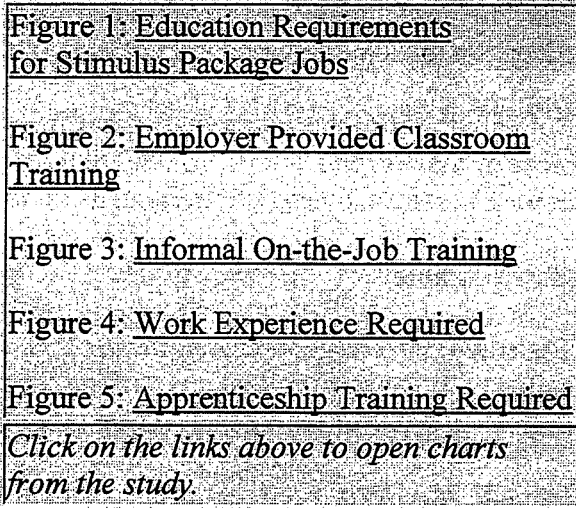 Figure 1: Education Requirements
for Stimulus Package Jobs
Figure 2: Employer Provided Classroom
Training
Figure 3: Informal On-the-Job Training
Figure 4: Work Experience Required
Figure 5: Apprenticeship Training Required
Click on the links above to open charts
from the study.